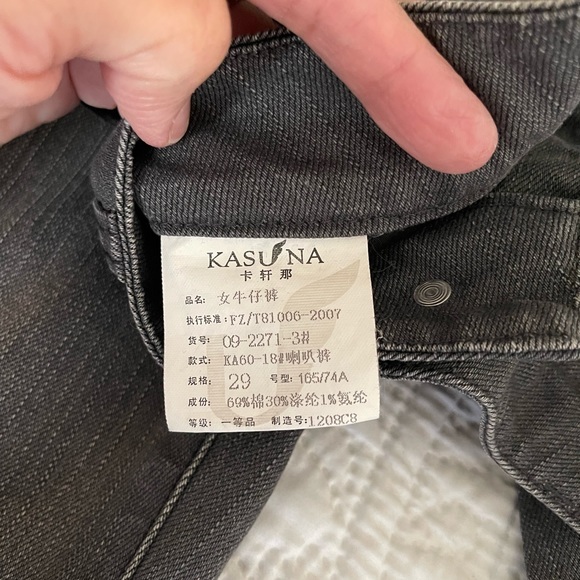 KASUNA
卡轩那
品名: 女牛仔裤
执行标准: FZ/T81006-2007
货号: 09-2271-3#
款式: KA60-18#喇叭裤
规格: 29 号型: 165/74A
成份: 69%棉30%涤纶1%氨纶
等级: 一等品 制造号: 1208C8